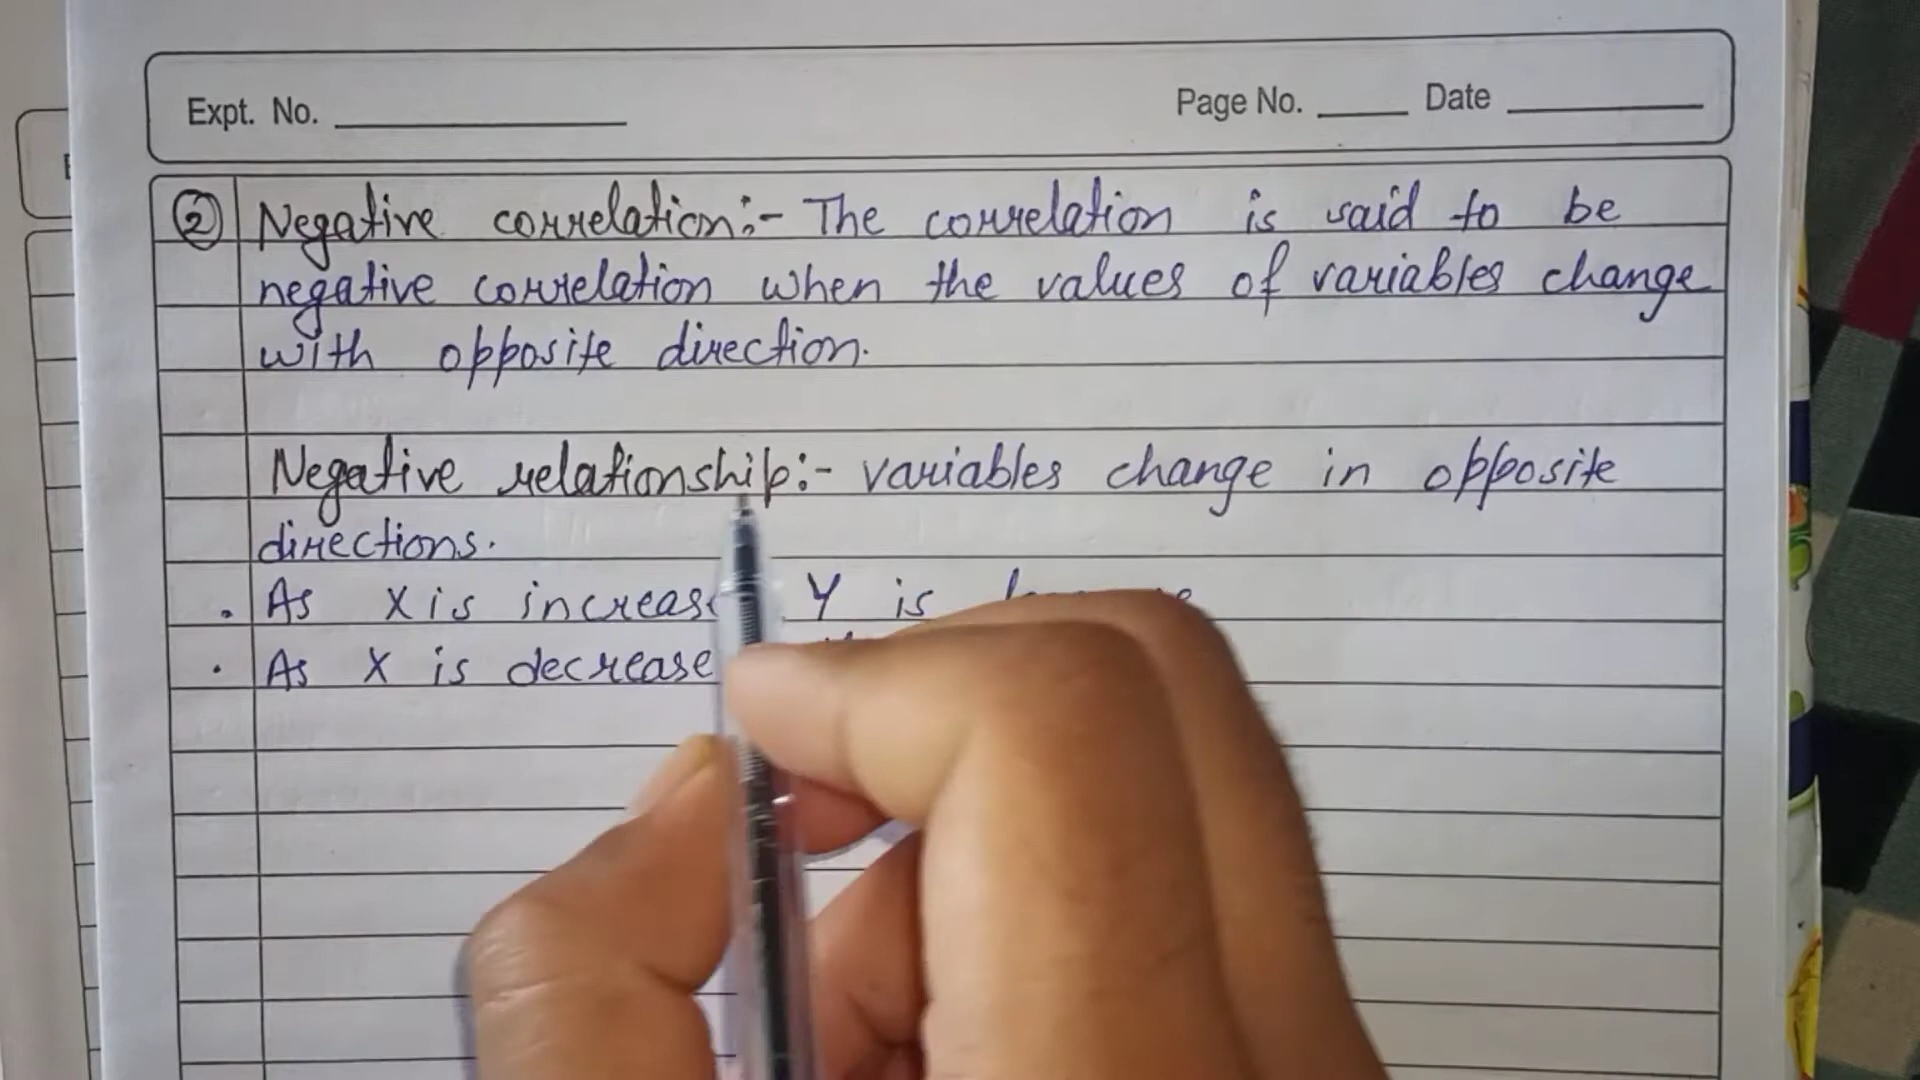 Expt. No.
Page No. Date
② Negative correlation:- The correlation is said to be
negative correlation when the values of variables change
with opposite direction.
Negative relationship:- variables change in opposite
directions.
. As X is increase Y is
. As X is decrease